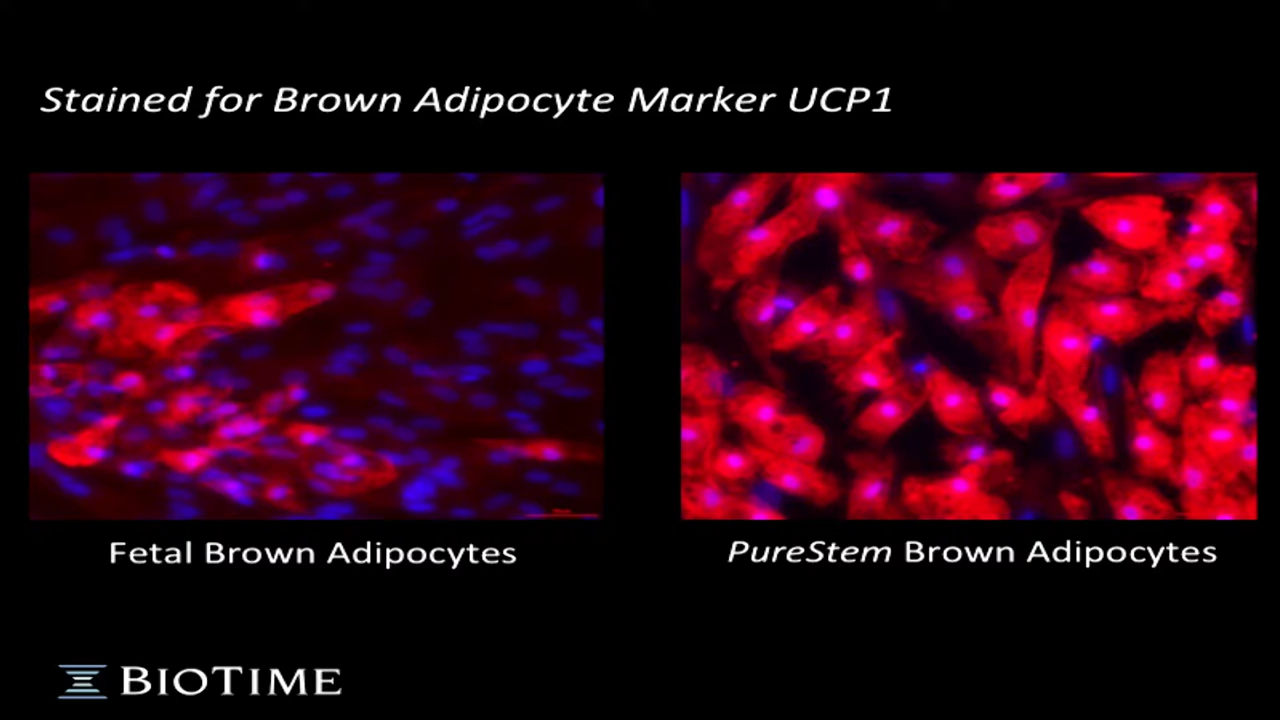 Stained for Brown Adipocyte Marker UCP1
Fetal Brown Adipocytes
PureStem Brown Adipocytes
BIOTIME